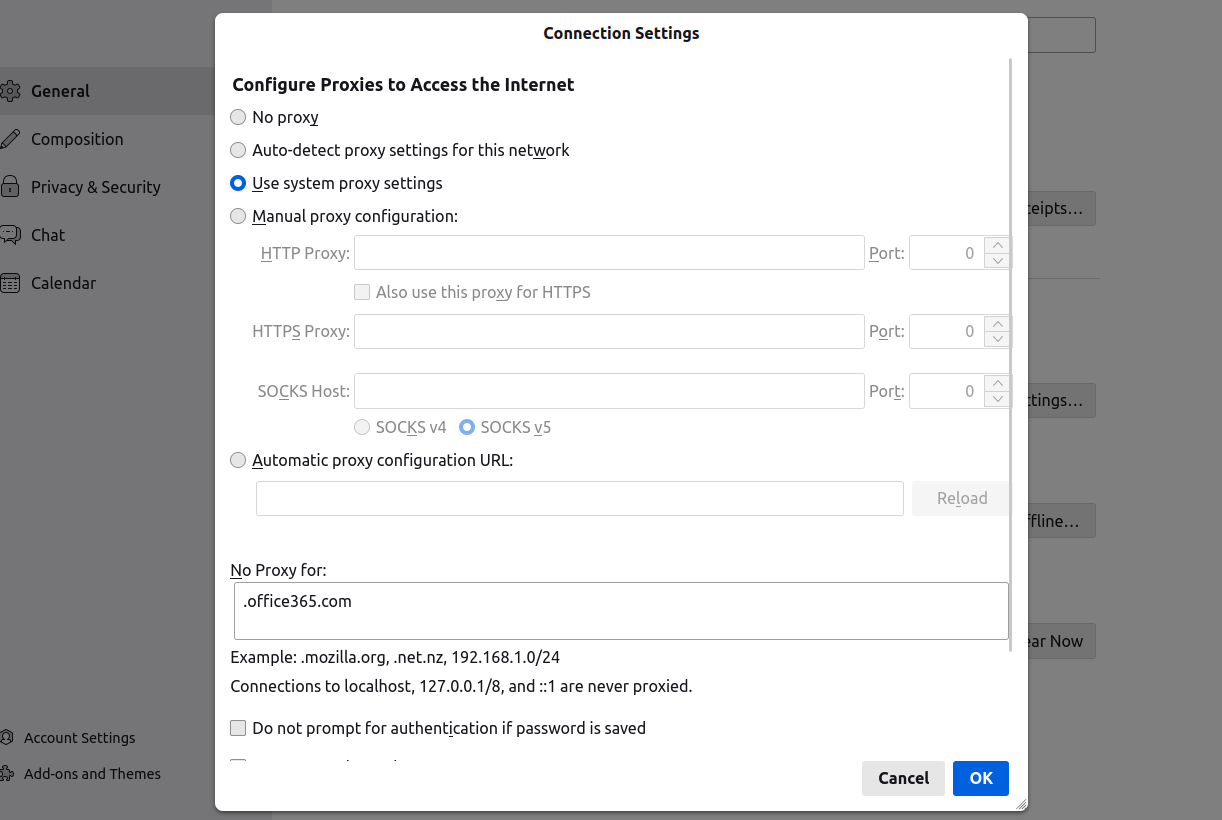 Connection Settings
Configure Proxies to Access the Internet
No proxy
Auto-detect proxy settings for this network
Use system proxy settings
Manual proxy configuration:
HTTP Proxy: Port: 0
Also use this proxy for HTTPS
HTTPS Proxy: Port: 0
SOCKS Host: Port: 0
SOCKS v4 SOCKS v5
Automatic proxy configuration URL:
Reload
No Proxy for:
.office365.com
Example: .mozilla.org, .net.nz, 192.168.1.0/24
Connections to localhost, 127.0.0.1/8, and ::1 are never proxied.
Do not prompt for authentication if password is saved
Cancel OK
General
Composition
Privacy & Security
Chat
Calendar
Account Settings
Add-ons and Themes
ceipts...
ttings...
ffline...
ear Now